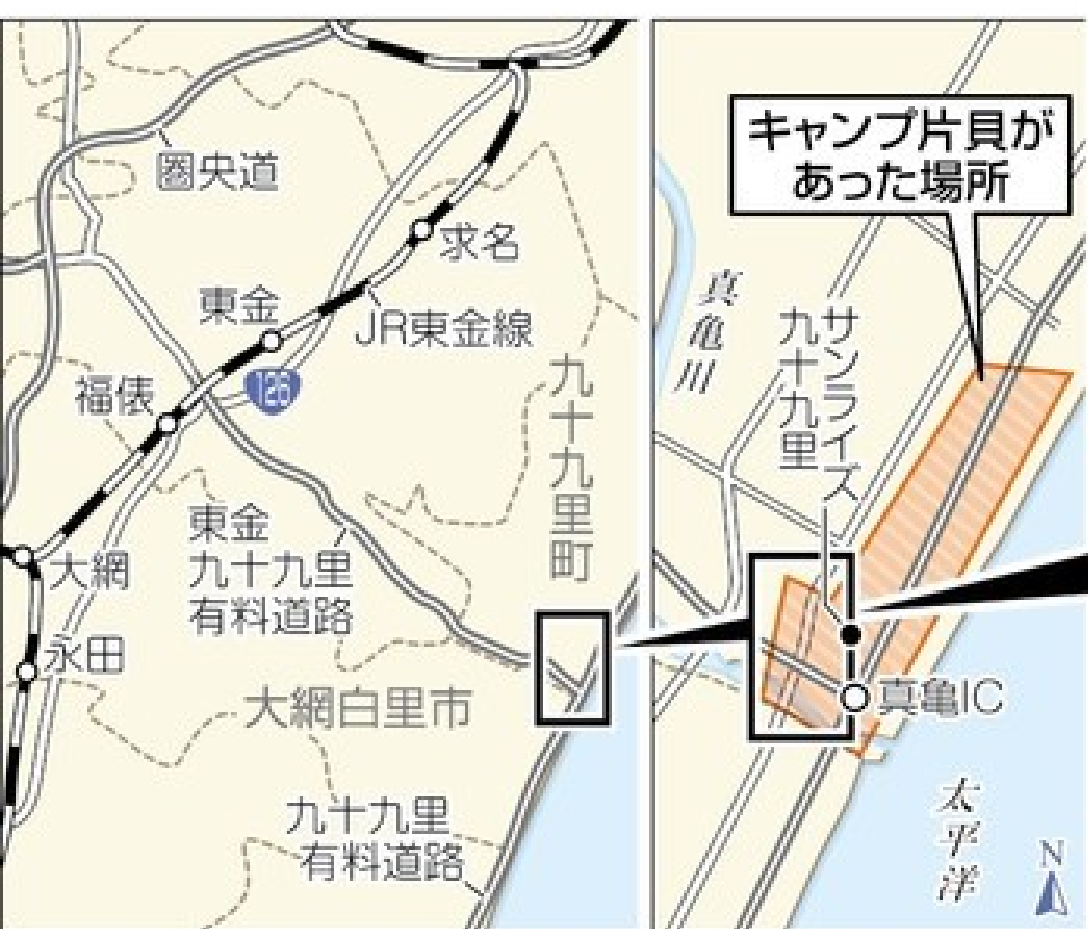 圏央道
求名
東金
JR東金線
福俵
126
九十九里町
東金
九十九里
有料道路
大網
永田
大網白里市
九十九里
有料道路
キャンプ片貝が
あった場所
真亀川
サンライズ
九十九里
真亀IC
太平洋
N